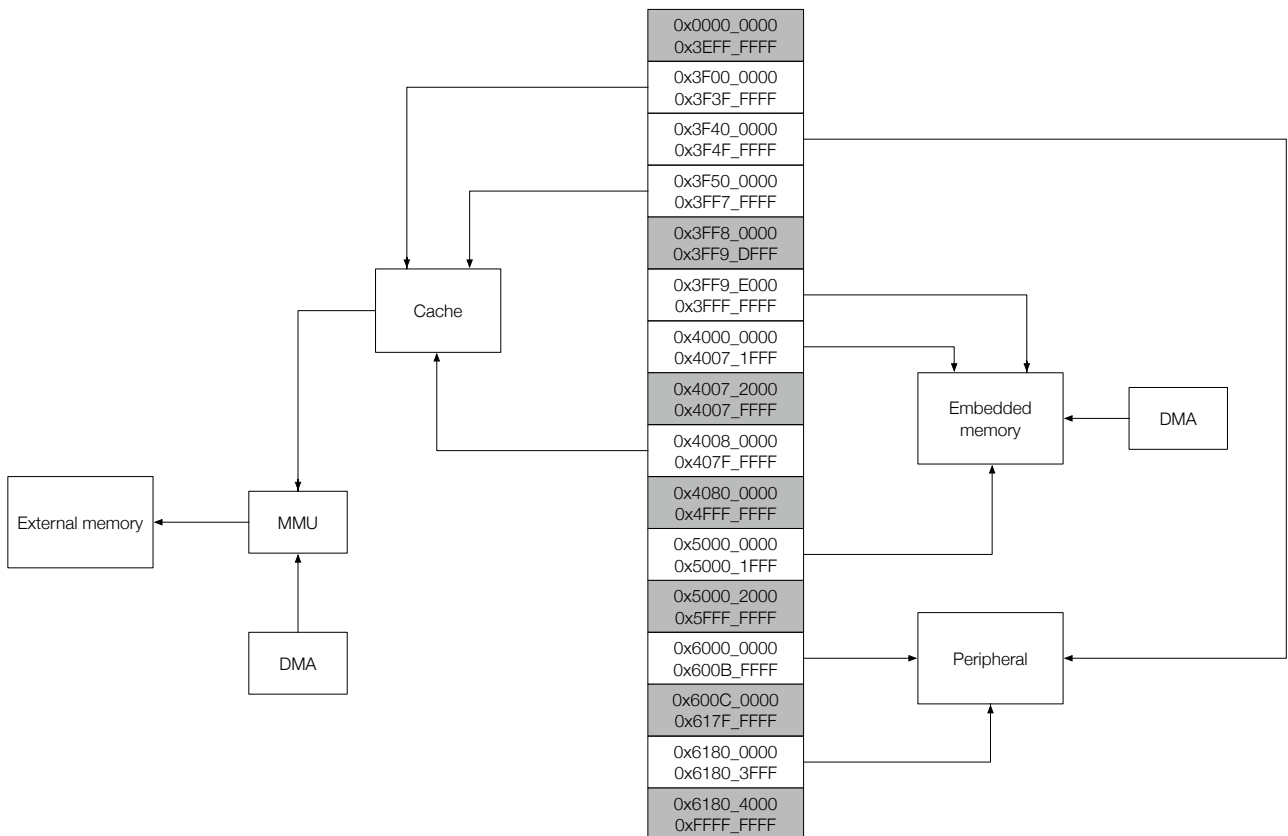 0x0000_0000
0x3EFF_FFFF
0x3F00_0000
0x3F3F_FFFF
0x3F40_0000
0x3F4F_FFFF
0x3F50_0000
0x3FF7_FFFF
0x3FF8_0000
0x3FF9_DFFF
0x3FF9_E000
0x3FFF_FFFF
0x4000_0000
0x4007_1FFF
0x4007_2000
0x4007_FFFF
0x4008_0000
0x407F_FFFF
0x4080_0000
0x4FFF_FFFF
0x5000_0000
0x5000_1FFF
0x5000_2000
0x5FFF_FFFF
0x6000_0000
0x600B_FFFF
0x600C_0000
0x617F_FFFF
0x6180_0000
0x6180_3FFF
0x6180_4000
0xFFFF_FFFF
Cache
External memory
MMU
DMA
Embedded
memory
DMA
Peripheral